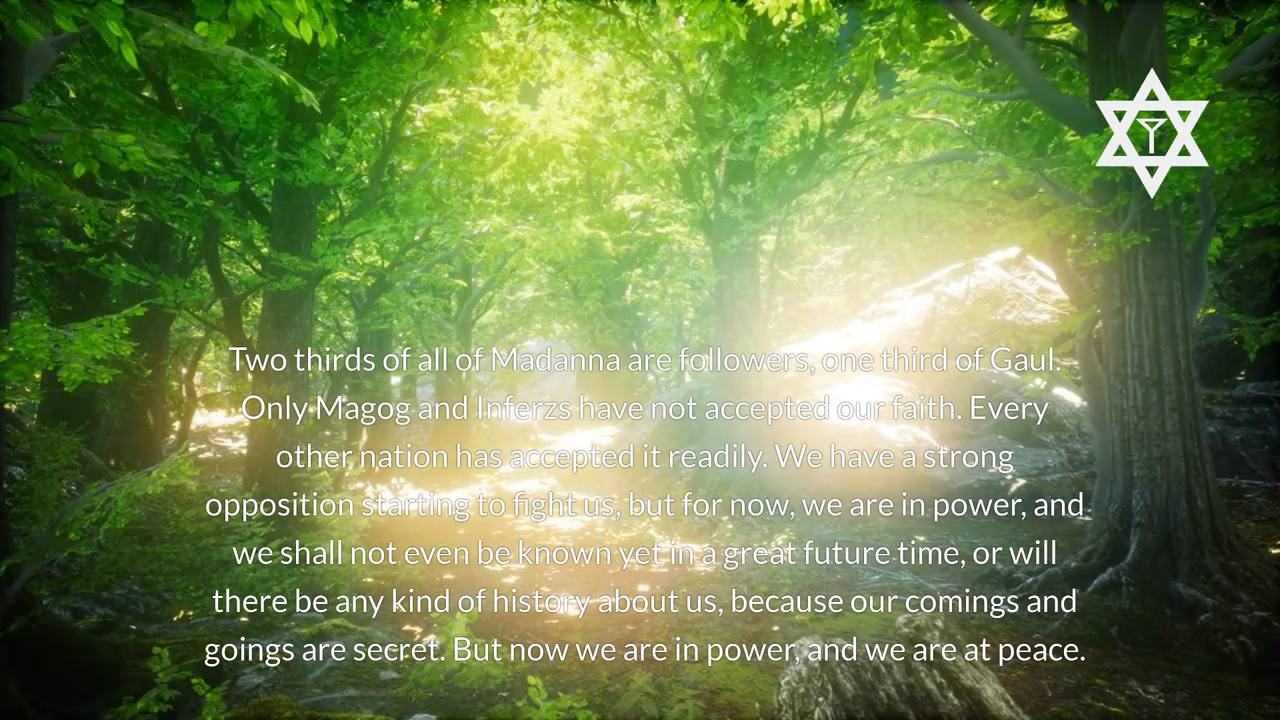 Two thirds of all of Madanna are followers, one third of Gaul.
Only Magog and Inferzs have not accepted our faith. Every
other nation has accepted it readily. We have a strong
opposition starting to fight us, but for now, we are in power, and
we shall not even be known yet in a great future time, or will
there be any kind of history about us, because our comings and
goings are secret. But now we are in power, and we are at peace.